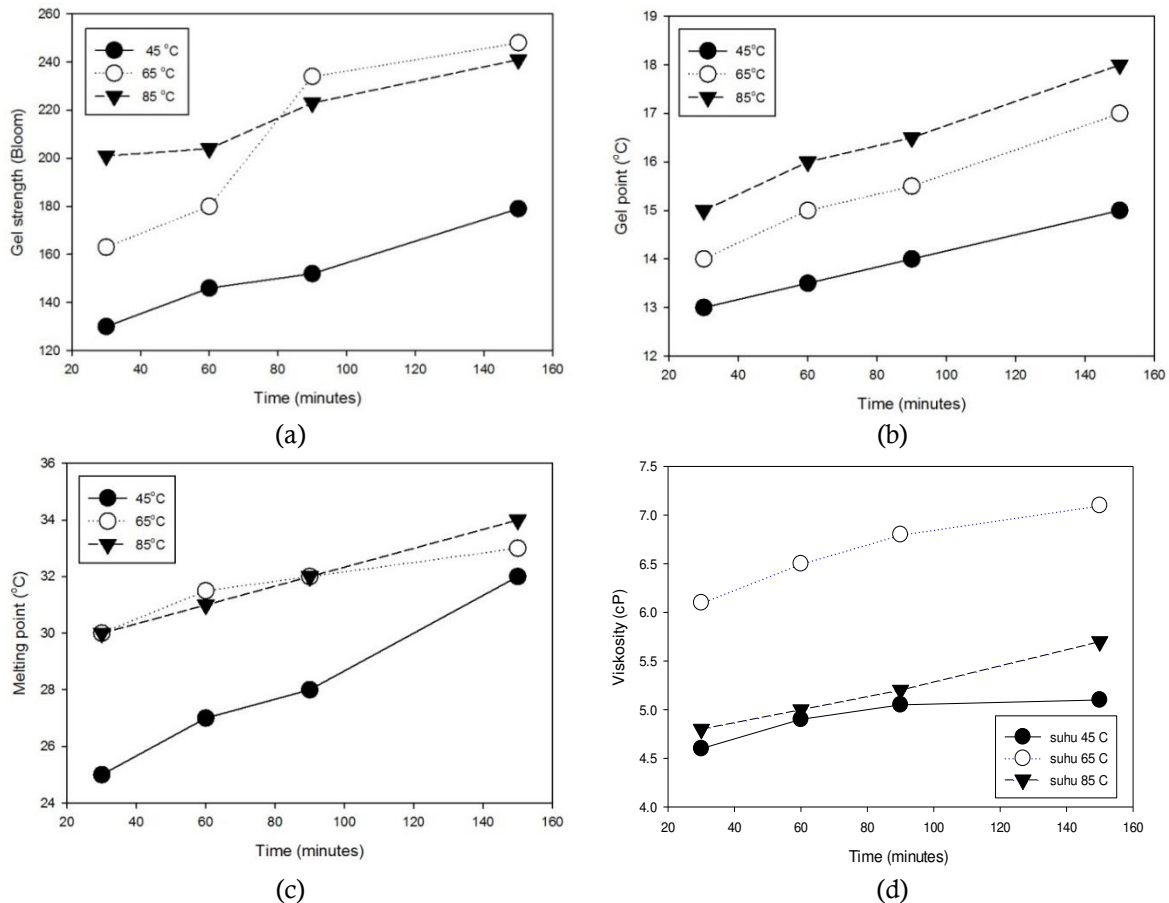 260
240
220
200
180
160
140
120
Gel strength (Bloom)
45 °C
65 °C
85 °C
20 40 60 80 100 120 140 160
Time (minutes)
(a)
19
18
17
16
15
14
13
12
Gel point (°C)
45°C
65°C
85°C
20 40 60 80 100 120 140 160
Time (minutes)
(b)
36
34
32
30
28
26
24
Melting point (°C)
45°C
65°C
85°C
20 40 60 80 100 120 140 160
Time (minutes)
(c)
7.5
7.0
6.5
6.0
5.5
5.0
4.5
4.0
Viskosity (cP)
suhu 45 C
suhu 65 C
suhu 85 C
20 40 60 80 100 120 140 160
Time (minutes)
(d)